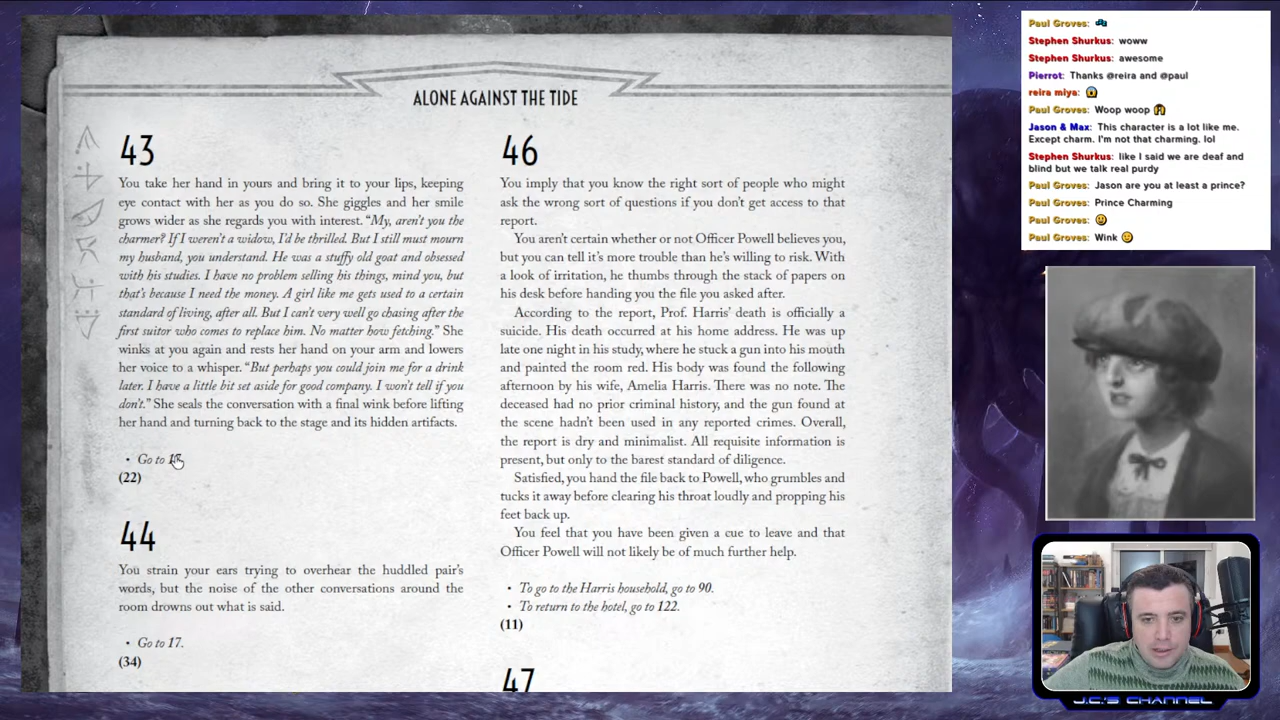 ALONE AGAINST THE TIDE
43
You take her hand in yours and bring it to your lips, keeping
eye contact with her as you do so. She giggles and her smile
grows wider as she regards you with interest. “My, aren’t you the
charmer? If I weren’t a widow, I’d be thrilled. But I still must mourn
my husband, you understand. He was a stuffy old goat and obsessed
with his studies. I have no problem selling his things, mind you, but
that’s because I need the money. A girl like me gets used to a certain
standard of living, after all. But I can’t very well go chasing after the
first suitor who comes to replace him. No matter how fetching.” She
winks at you again and rests her hand on your arm and lowers
her voice to a whisper. “But perhaps you could join me for a drink
later. I have a little bit set aside for good company. I won’t tell if you
don’t.” She seals the conversation with a final wink before lifting
her hand and turning back to the stage and its hidden artifacts.
• Go to
(22)
44
You strain your ears trying to overhear the huddled pair’s
words, but the noise of the other conversations around the
room drowns out what is said.
• Go to 17.
(34)
46
You imply that you know the right sort of people who might
ask the wrong sort of questions if you don’t get access to that
report.
You aren’t certain whether or not Officer Powell believes you,
but you can tell it’s more trouble than he’s willing to risk. With
a look of irritation, he thumbs through the stack of papers on
his desk before handing you the file you asked after.
According to the report, Prof. Harris’ death is officially a
suicide. His death occurred at his home address. He was up
late one night in his study, where he stuck a gun into his mouth
and painted the room red. His body was found the following
afternoon by his wife, Amelia Harris. There was no note. The
deceased had no prior criminal history, and the gun found at
the scene hadn’t been used in any reported crimes. Overall,
the report is dry and minimalist. All requisite information is
present, but only to the barest standard of diligence.
Satisfied, you hand the file back to Powell, who grumbles and
tucks it away before clearing his throat loudly and propping his
feet back up.
You feel that you have been given a cue to leave and that
Officer Powell will not likely be of much further help.
• To go to the Harris household, go to 90.
• To return to the hotel, go to 122.
(11)
47
Paul Groves:
Stephen Shurkus: woww
Stephen Shurkus: awesome
Pierrot: Thanks @reira and @paul
reira miya:
Paul Groves: Woop woop
Jason & Max: This character is a lot like me.
Except charm. I'm not that charming. lol
Stephen Shurkus: like I said we are deaf and
blind but we talk real purdy
Paul Groves: Jason are you at least a prince?
Paul Groves: Prince Charming
Paul Groves:
Paul Groves: Wink
J.C.'S CHANNEL